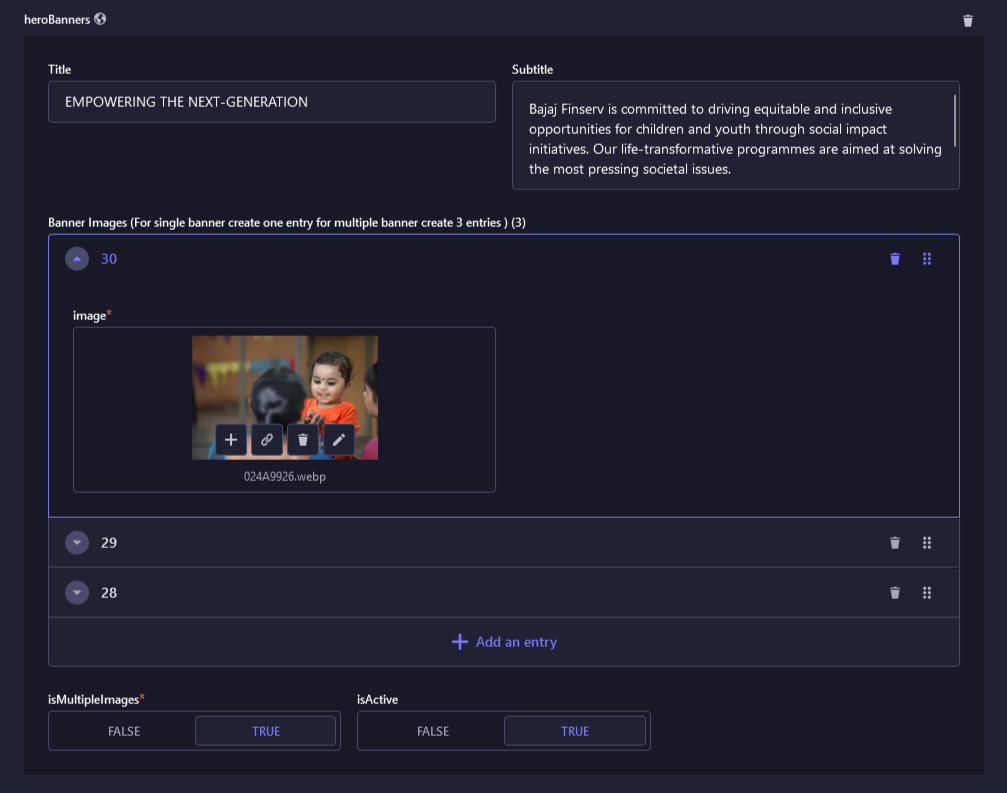 heroBanners
Title
EMPOWERING THE NEXT-GENERATION
Subtitle
Bajaj Finserv is committed to driving equitable and inclusive
opportunities for children and youth through social impact
initiatives. Our life-transformative programmes are aimed at solving
the most pressing societal issues.
Banner Images (For single banner create one entry for multiple banner create 3 entries ) (3)
30
image*
024A9926.webp
29
28
Add an entry
isMultipleImages*
FALSE
TRUE
isActive
FALSE
TRUE